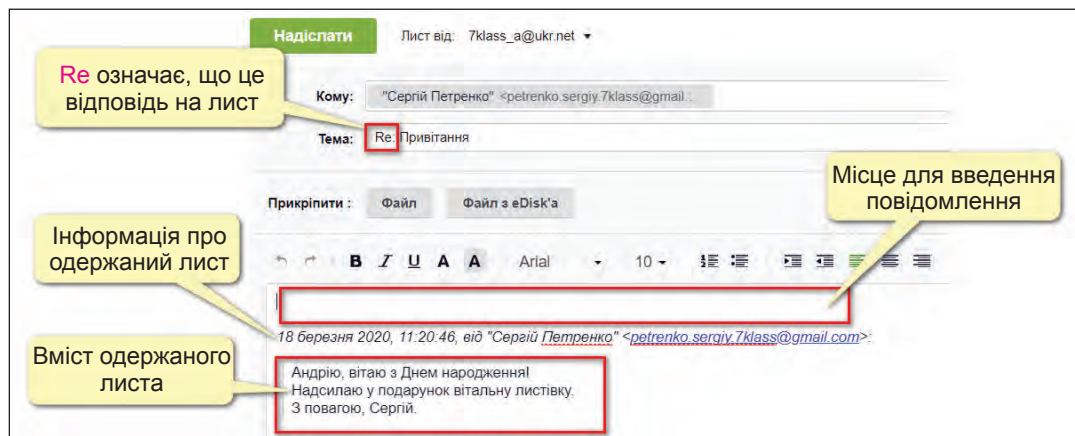 Надіслати Лист від: 7klass_a@ukr.net
Re означає, що це
відповідь на лист
Кому: "Сергій Петренко" <petrenko.sergiy.7klass@gmail...
Тема: Re: Привітання
Місце для введення
повідомлення
Прикріпити : Файл Файл з eDisk'а
Інформація про
одержаний лист
B I U A A Arial 10
18 березня 2020, 11:20:46, від "Сергій Петренко" <petrenko.sergiy.7klass@gmail.com>:
Вміст одержаного
листа
Андрію, вітаю з Днем народження!
Надсилаю у подарунок вітальну листівку.
З повагою, Сергій.